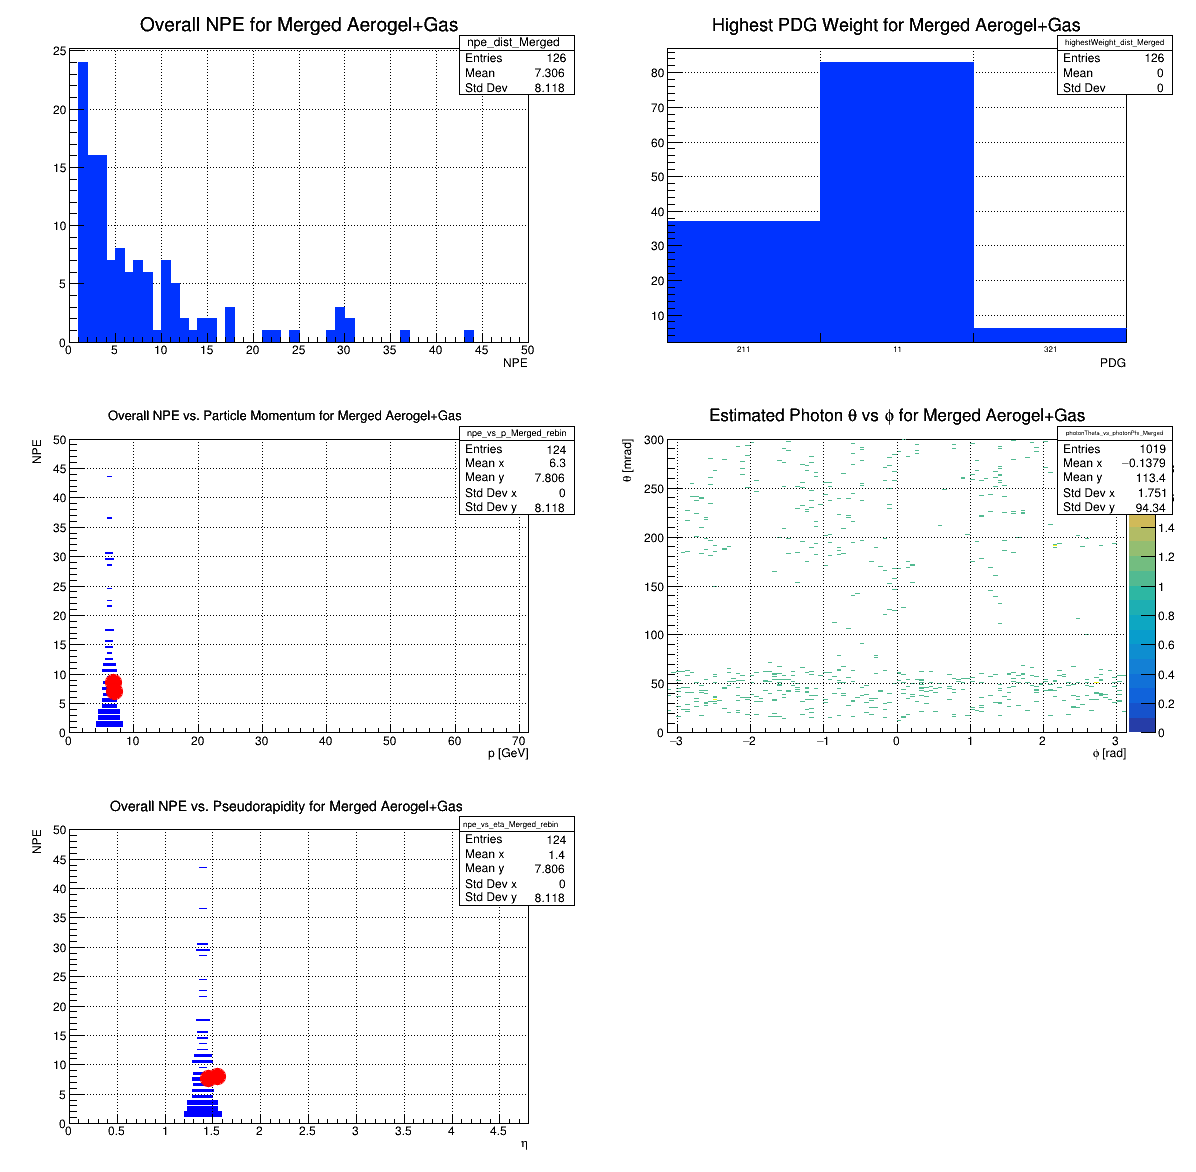 Overall NPE for Merged Aerogel+Gas
npe_dist_Merged
Entries 126
Mean 7.306
Std Dev 8.118
25
20
15
10
5
0
0 5 10 15 20 25 30 35 40 45 50
NPE
Highest PDG Weight for Merged Aerogel+Gas
highestWeight_dist_Merged
Entries 126
Mean 0
Std Dev 0
80
70
60
50
40
30
20
10
211 11 321
PDG
Overall NPE vs. Particle Momentum for Merged Aerogel+Gas
npe_vs_p_Merged_rebin
Entries 124
Mean x 6.3
Mean y 7.806
Std Dev x 0
Std Dev y 8.118
NPE
50
45
40
35
30
25
20
15
10
5
0
0 10 20 30 40 50 60 70
p [GeV]
Estimated Photon θ vs ϕ for Merged Aerogel+Gas
photonTheta_vs_photonPhi_Merged
Entries 1019
Mean x −0.1379
Mean y 113.4
Std Dev x 1.751
Std Dev y 94.34
θ [mrad]
300
250
200
150
100
50
0
−3 −2 −1 0 1 2 3
ϕ [rad]
1.4
1.2
1
0.8
0.6
0.4
0.2
0
Overall NPE vs. Pseudorapidity for Merged Aerogel+Gas
npe_vs_eta_Merged_rebin
Entries 124
Mean x 1.4
Mean y 7.806
Std Dev x 0
Std Dev y 8.118
NPE
50
45
40
35
30
25
20
15
10
5
0
0 0.5 1 1.5 2 2.5 3 3.5 4 4.5
η